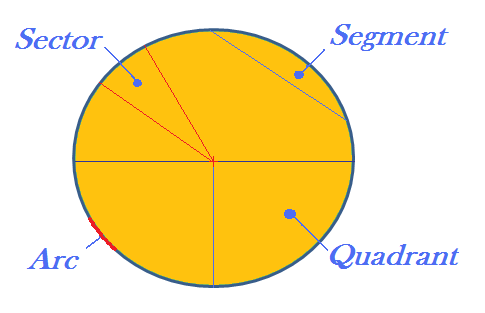 Sector
Segment
Arc
Quadrant